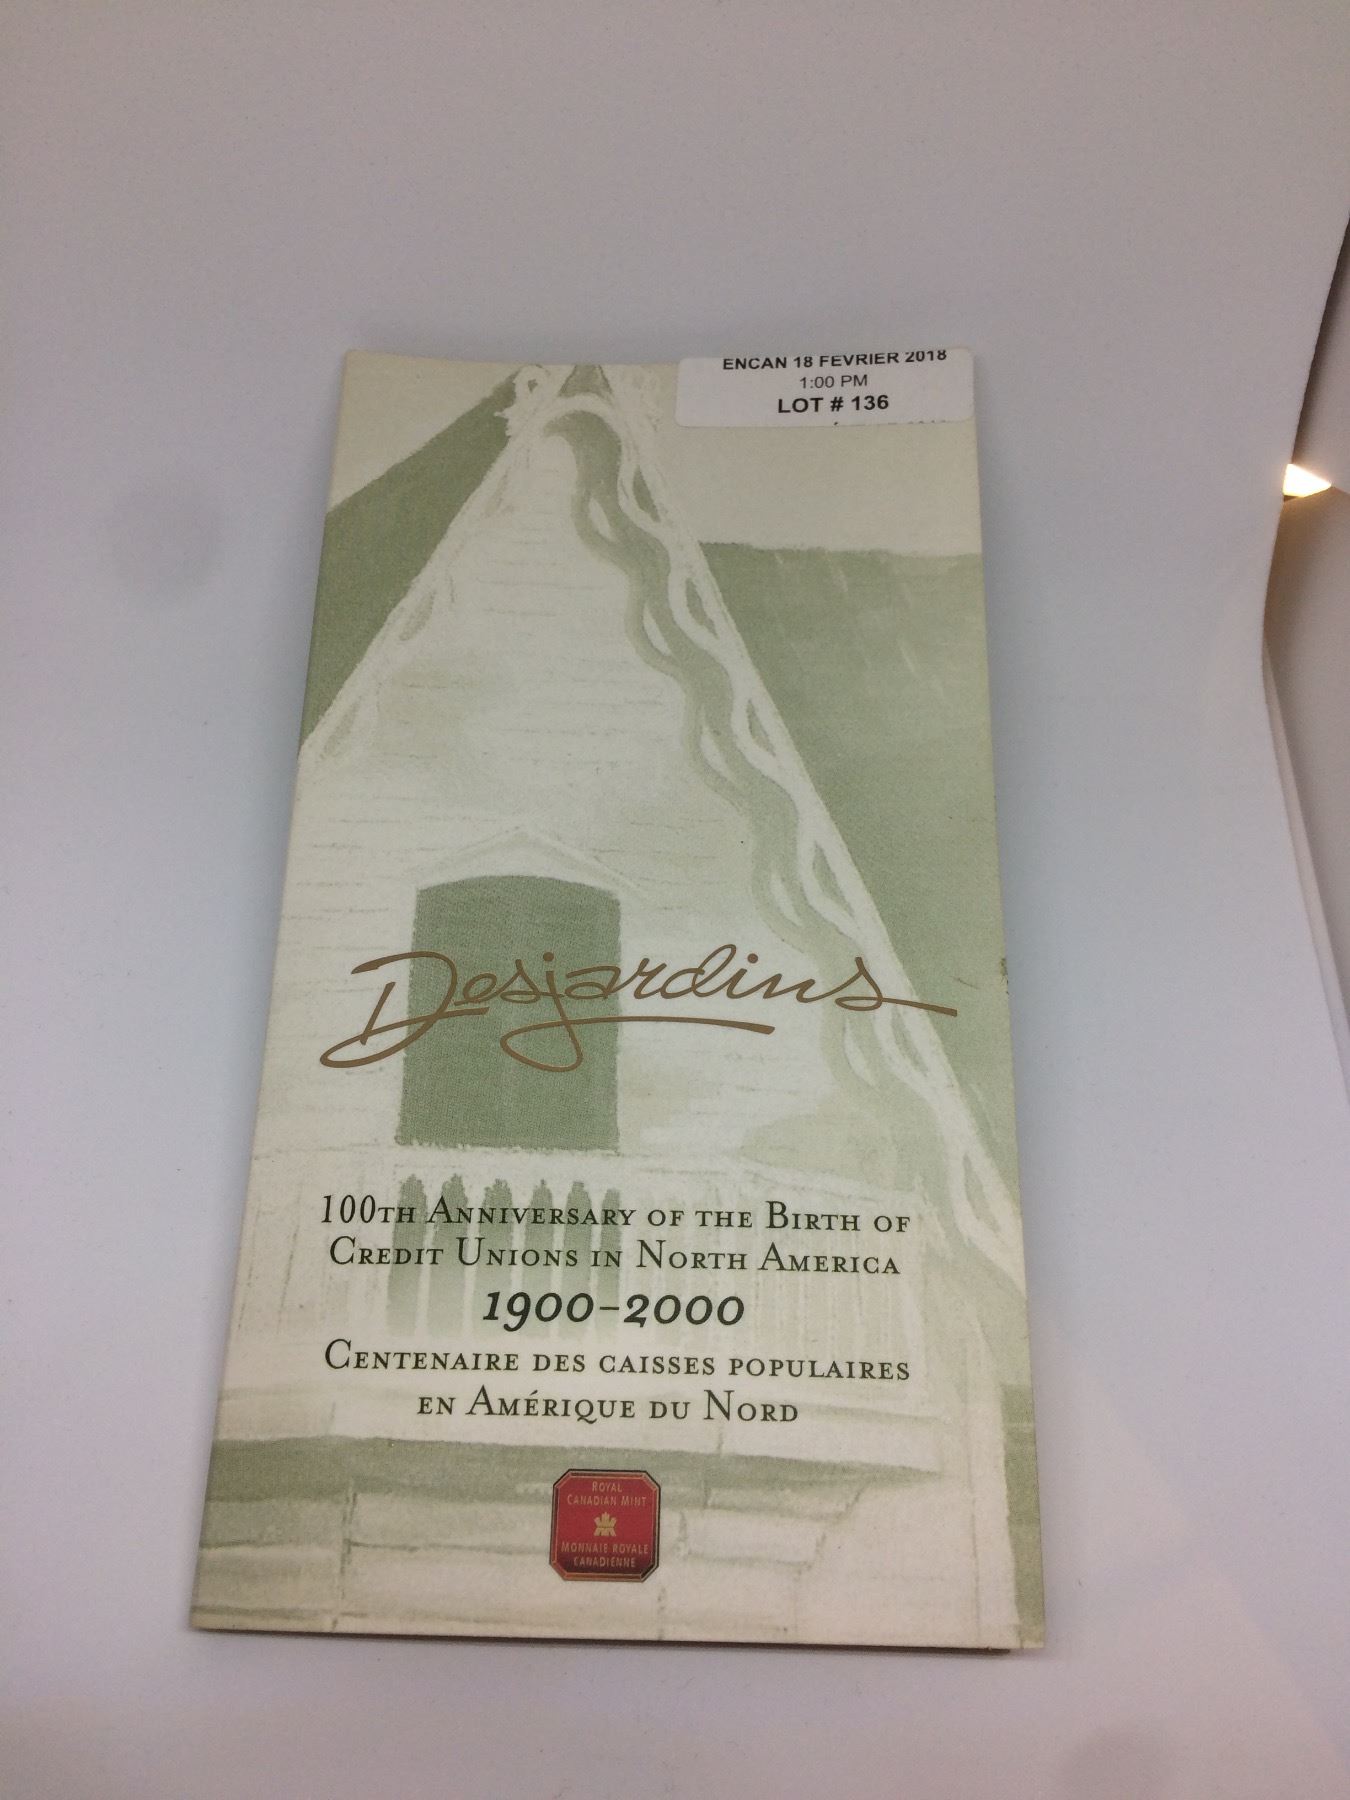 ENCAN 18 FEVRIER 2018
1:00 PM
LOT # 136
Desjardins
100TH ANNIVERSARY OF THE BIRTH OF
CREDIT UNIONS IN NORTH AMERICA
1900-2000
CENTENAIRE DES CAISSES POPULAIRES
EN AMÉRIQUE DU NORD
ROYAL
CANADIAN MINT
MONNAIE ROYALE
CANADIENNE